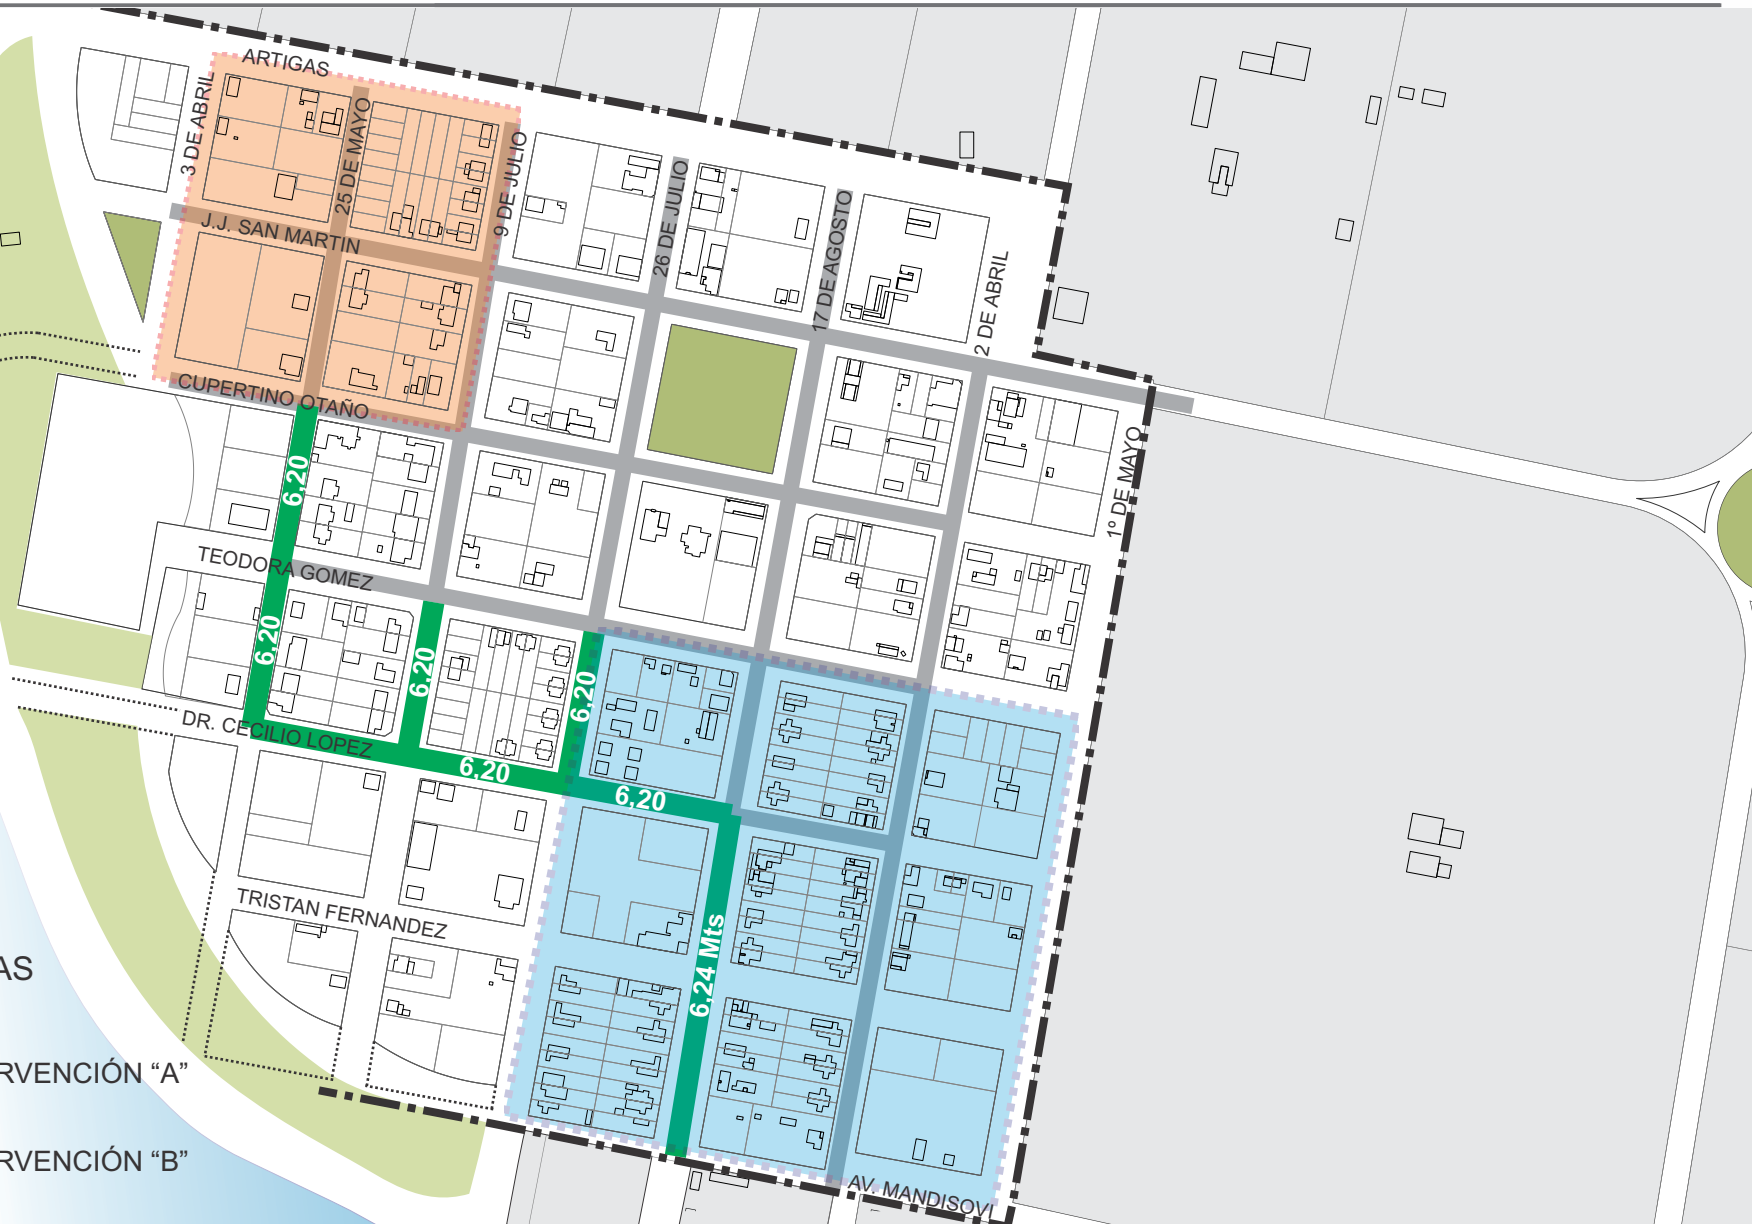 ARTIGAS
3 DE ABRIL
25 DE MAYO
9 DE JULIO
J.J. SAN MARTIN
26 DE JULIO
17 DE AGOSTO
2 DE ABRIL
CUPERTINO OTAÑO
1º DE MAYO
6,20
TEODORA GOMEZ
6,20
6,20
6,20
DR. CECILIO LOPEZ
6,20
6,20
TRISTAN FERNANDEZ
6,24 Mts
AS
RVENCIÓN “A”
RVENCIÓN “B”
AV. MANDISOVI